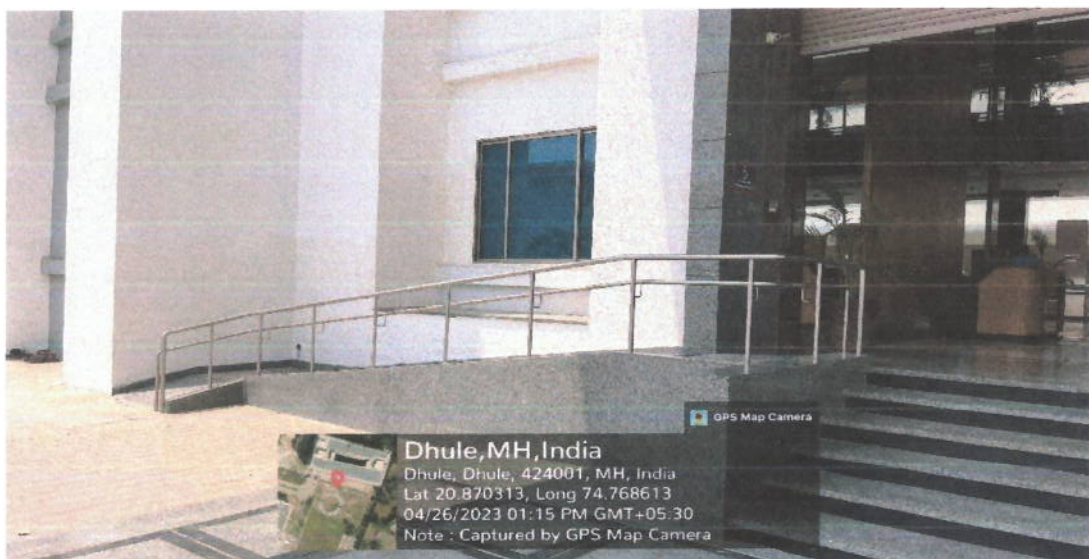 GPS Map Camera
Dhule,MH,India
Dhule, Dhule, 424001, MH, India
Lat 20.870313, Long 74.768613
04/26/2023 01:15 PM GMT+05:30
Note : Captured by GPS Map Camera